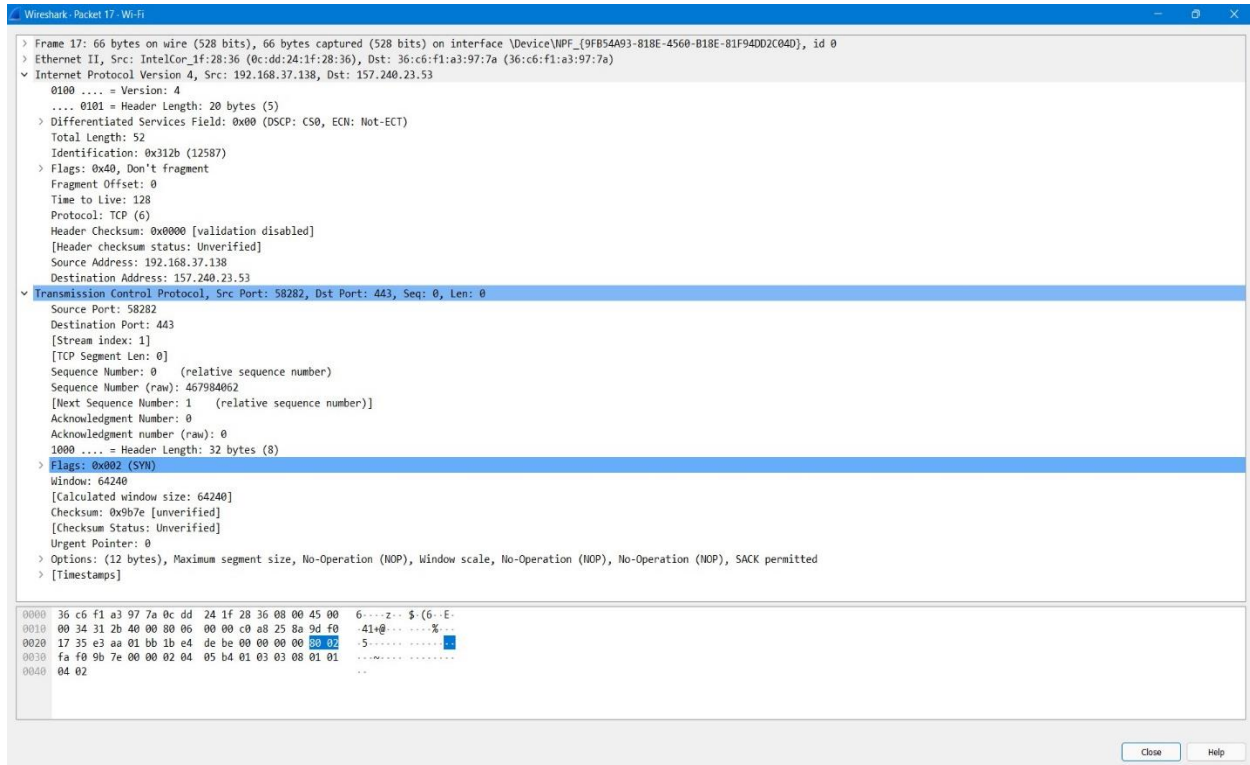 Wireshark · Packet 17 · Wi-Fi
> Frame 17: 66 bytes on wire (528 bits), 66 bytes captured (528 bits) on interface \Device\NPF_{9FB54A93-818E-4560-B18E-81F94DD2C04D}, id 0
> Ethernet II, Src: IntelCor_1f:28:36 (0c:dd:24:1f:28:36), Dst: 36:c6:f1:a3:97:7a (36:c6:f1:a3:97:7a)
Internet Protocol Version 4, Src: 192.168.37.138, Dst: 157.240.23.53
0100 .... = Version: 4
.... 0101 = Header Length: 20 bytes (5)
> Differentiated Services Field: 0x00 (DSCP: CS0, ECN: Not-ECT)
Total Length: 52
Identification: 0x312b (12587)
> Flags: 0x40, Don't fragment
Fragment Offset: 0
Time to Live: 128
Protocol: TCP (6)
Header Checksum: 0x0000 [validation disabled]
[Header checksum status: Unverified]
Source Address: 192.168.37.138
Destination Address: 157.240.23.53
Transmission Control Protocol, Src Port: 58282, Dst Port: 443, Seq: 0, Len: 0
Source Port: 58282
Destination Port: 443
[Stream index: 1]
[TCP Segment Len: 0]
Sequence Number: 0 (relative sequence number)
Sequence Number (raw): 467984062
[Next Sequence Number: 1 (relative sequence number)]
Acknowledgment Number: 0
Acknowledgment number (raw): 0
1000 .... = Header Length: 32 bytes (8)
> Flags: 0x002 (SYN)
Window: 64240
[Calculated window size: 64240]
Checksum: 0x9b7e [unverified]
[Checksum Status: Unverified]
Urgent Pointer: 0
> Options: (12 bytes), Maximum segment size, No-Operation (NOP), Window scale, No-Operation (NOP), No-Operation (NOP), SACK permitted
> [Timestamps]
0000 36 c6 f1 a3 97 7a 0c dd 24 1f 28 36 08 00 45 00 6····z·· $·(6··E·
0010 00 34 31 2b 40 00 80 06 00 00 c0 a8 25 8a 9d f0 ·41+@··· ····%···
0020 17 35 e3 aa 01 bb 1b e4 de be 00 00 00 00 80 02 ·5······ ········
0030 fa f0 9b 7e 00 00 02 04 05 b4 01 03 03 08 01 01 ···~···· ········
0040 04 02 ··
Close Help